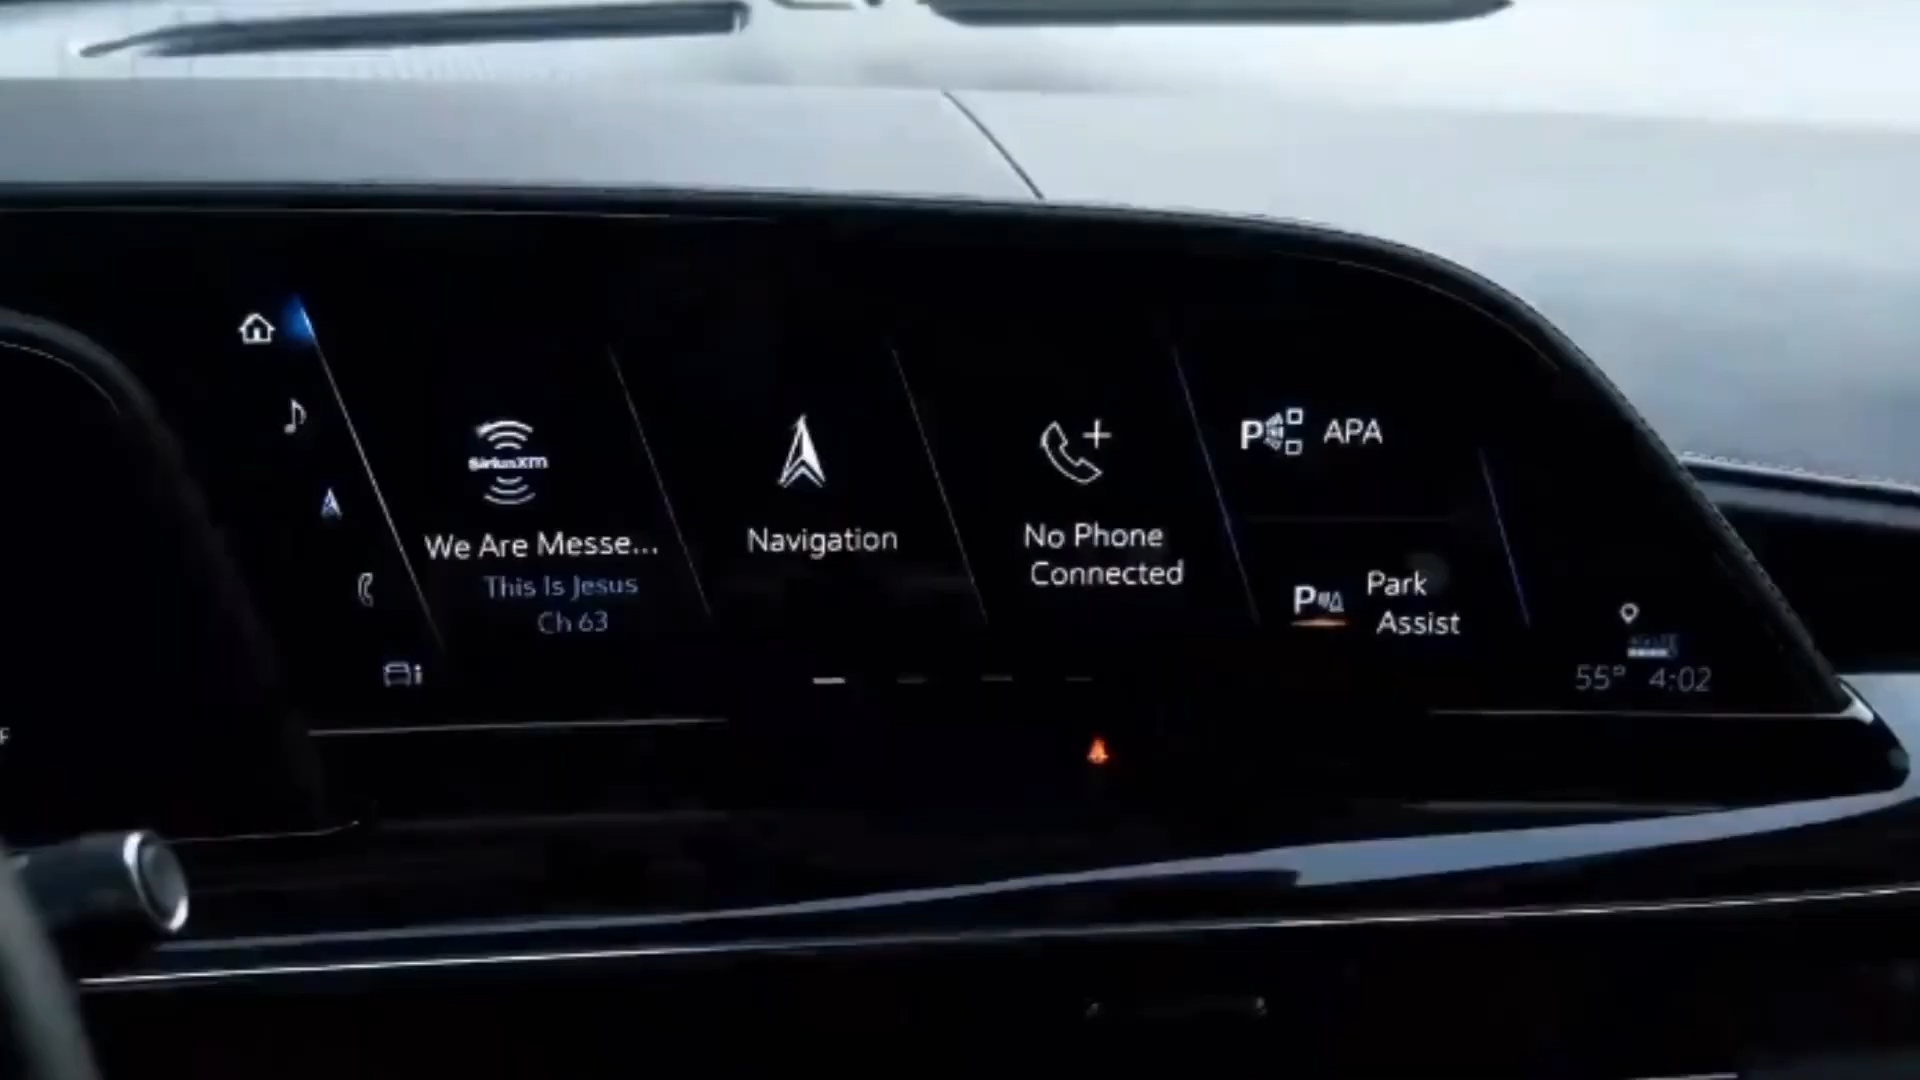 SiriusXm
We Are Messe...
This Is Jesus
Ch 63
Navigation
No Phone
Connected
P APA
P Park
Assist
55° 4:02
F